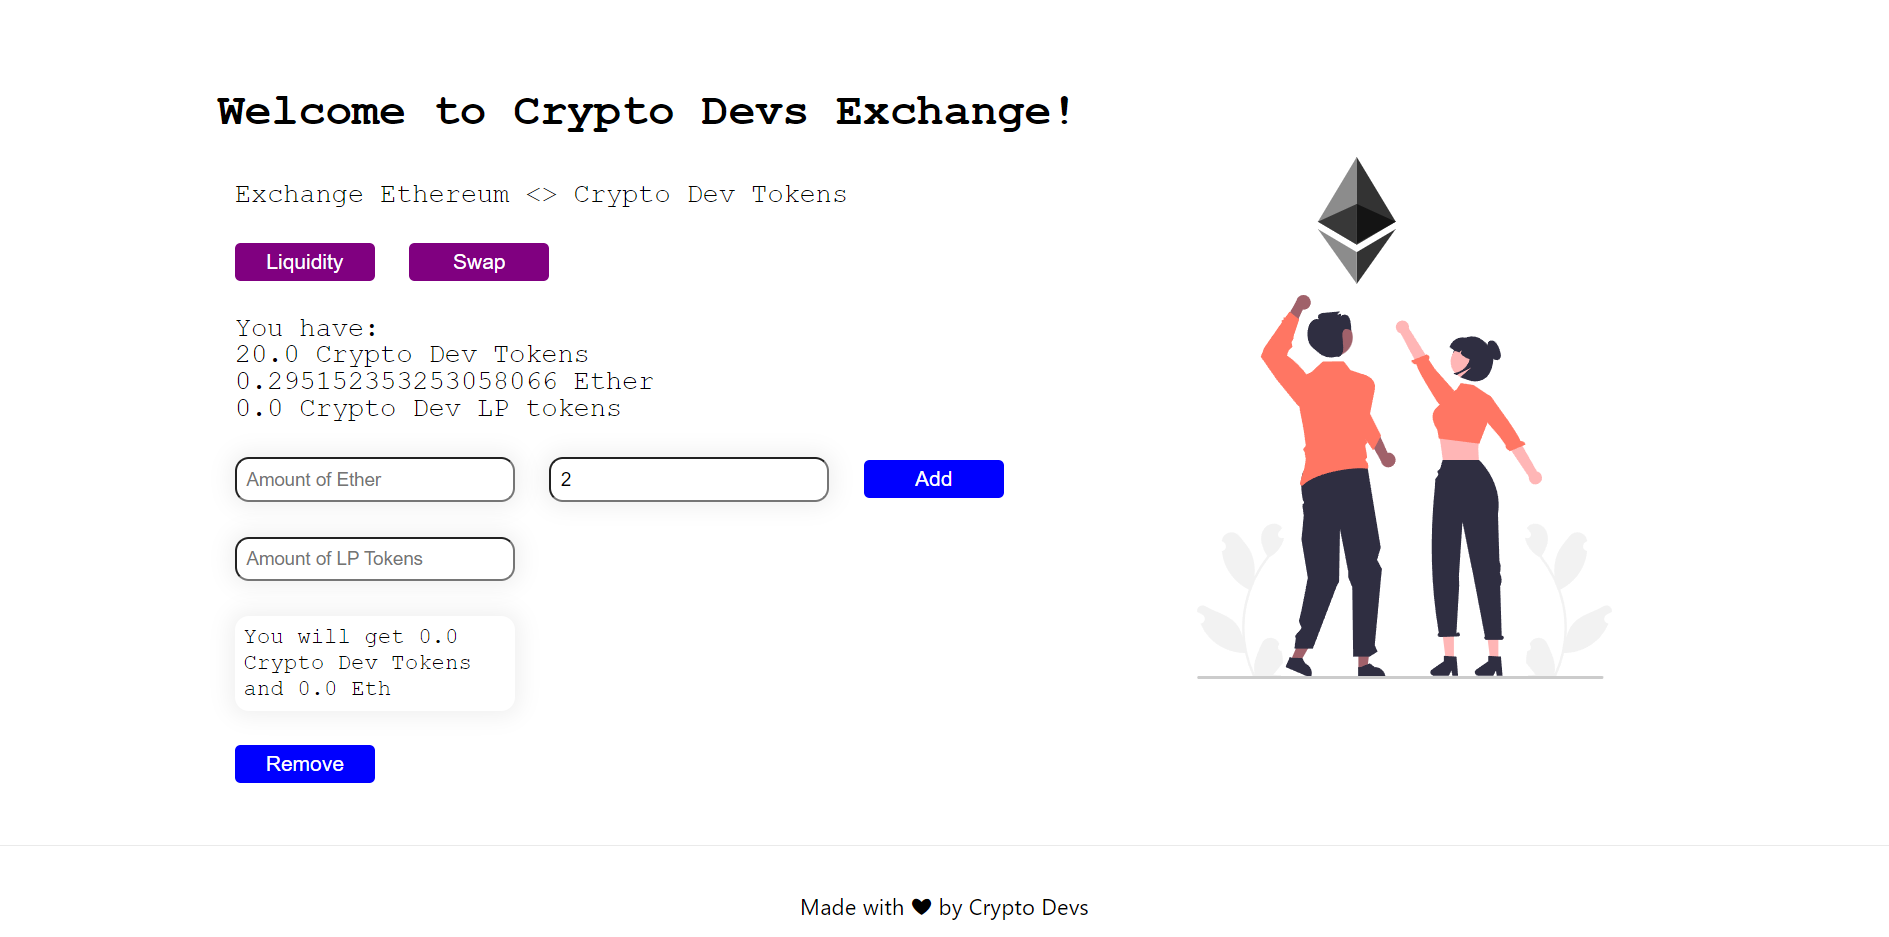 Welcome to Crypto Devs Exchange!
Exchange Ethereum <> Crypto Dev Tokens
Liquidity Swap
You have:
20.0 Crypto Dev Tokens
0.295152353253058066 Ether
0.0 Crypto Dev LP tokens
Amount of Ether 2 Add
Amount of LP Tokens
You will get 0.0
Crypto Dev Tokens
and 0.0 Eth
Remove
Made with ❤ by Crypto Devs